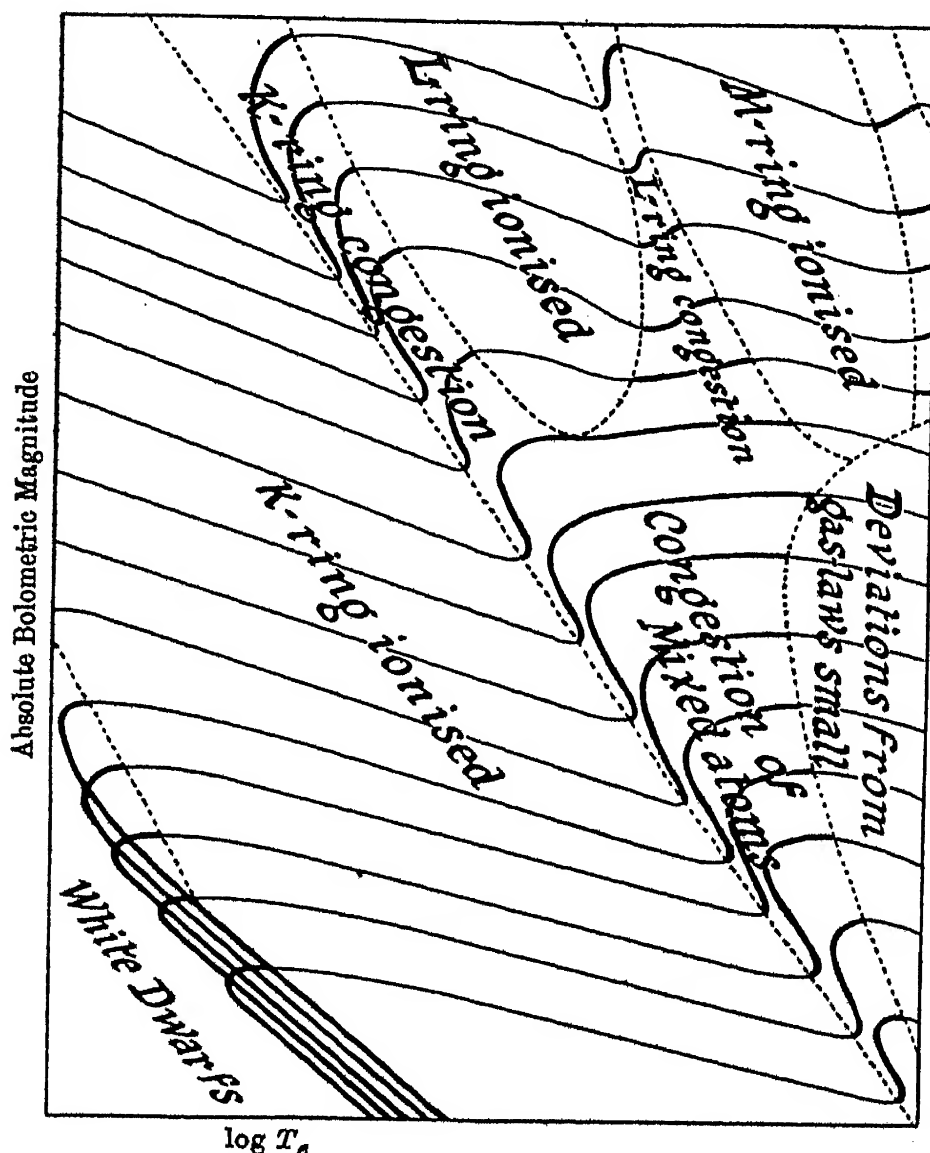 K-ring congestion
L-ring ionised
L-ring congestion
M-ring ionised
K-ring ionised
Congestion of
Mixed atoms
Deviations from
gas-laws small
White Dwarfs
Absolute Bolometric Magnitude
log Te